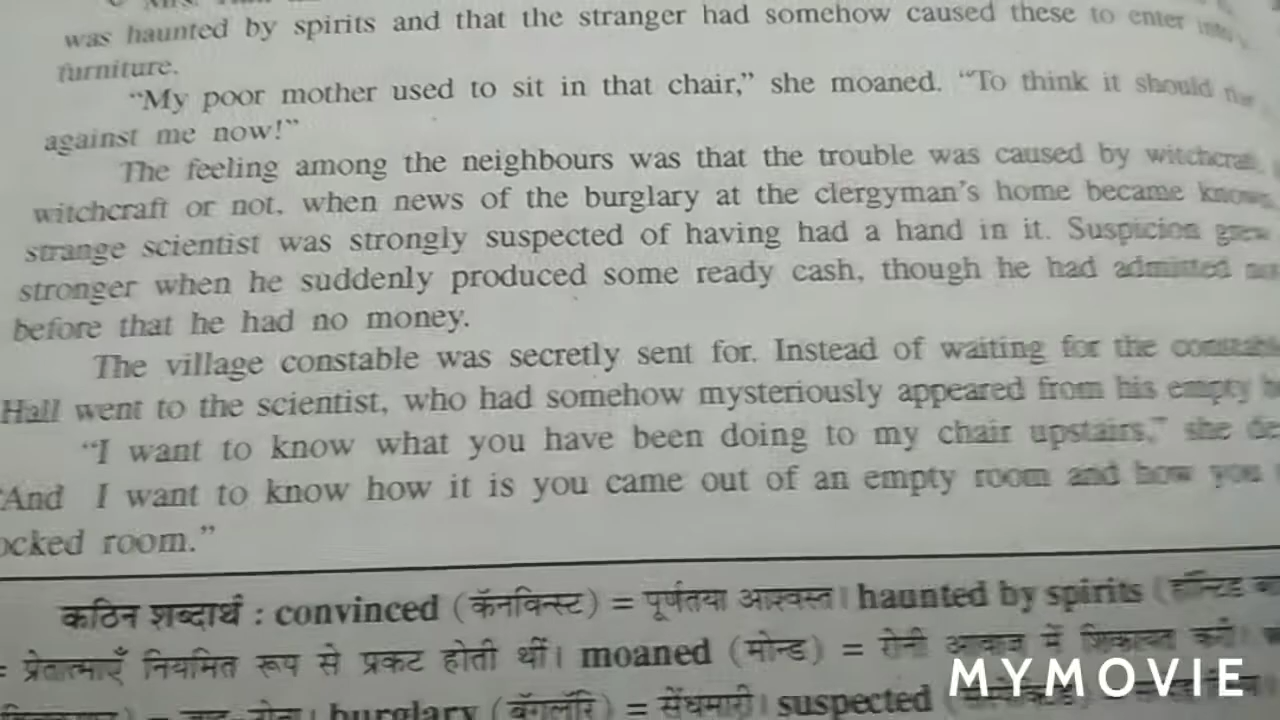 was haunted by spirits and that the stranger had somehow caused these to enter
furniture.
“My poor mother used to sit in that chair,” she moaned. “To think it should
against me now!”
The feeling among the neighbours was that the trouble was caused by
witchcraft or not, when news of the burglary at the clergyman’s home became
strange scientist was strongly suspected of having had a hand in it. Suspicion grew
stronger when he suddenly produced some ready cash, though he had admitted
before that he had no money.
The village constable was secretly sent for. Instead of waiting for the
Hall went to the scientist, who had somehow mysteriously appeared from his empty
“I want to know what you have been doing to my chair upstairs,” she
“And I want to know how it is you came out of an empty room and how you
ocked room.”
कठिन शब्दार्थ : convinced (कॅनविन्स्ट) = पूर्णतया आश्वस्त। haunted by spirits
= प्रेतात्माएँ नियमित रूप से प्रकट होती थीं। moaned (मोन्ड) = रोनी आवाज में शिकायत
burglary (बॅगलॅरि) = सेंधमारी। suspected
MYMOVIE